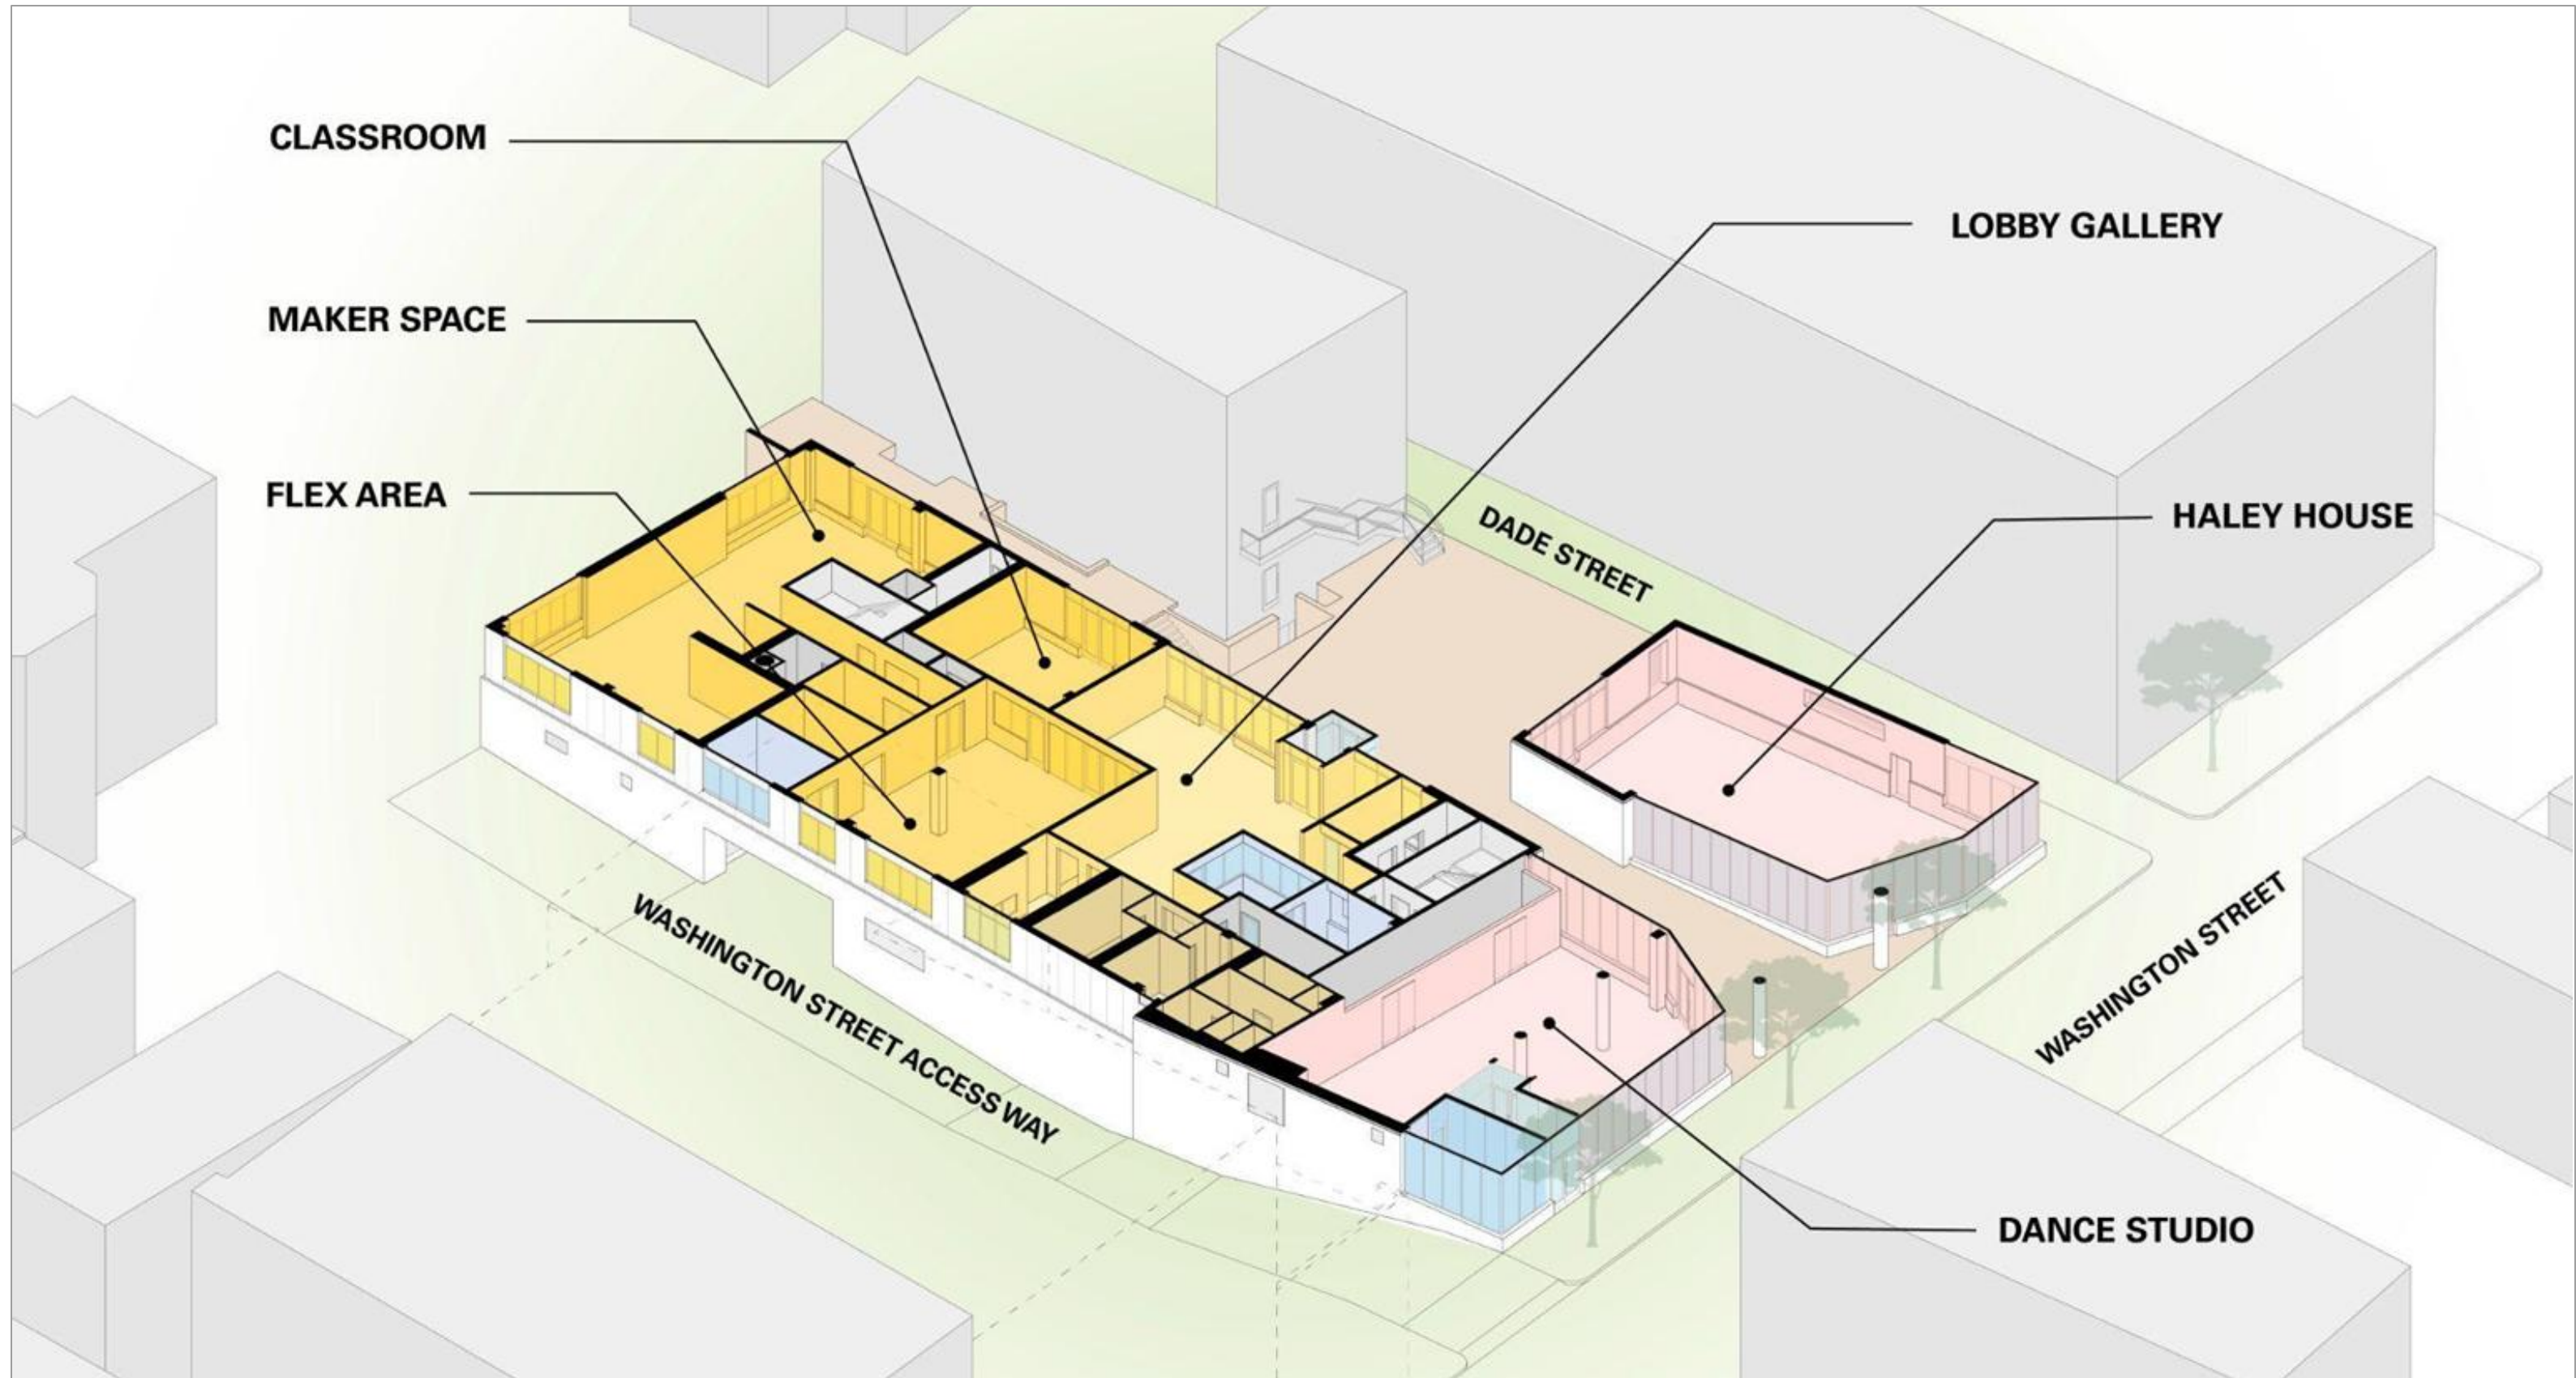 CLASSROOM
LOBBY GALLERY
MAKER SPACE
FLEX AREA
HALEY HOUSE
DADE STREET
WASHINGTON STREET
WASHINGTON STREET ACCESS WAY
DANCE STUDIO